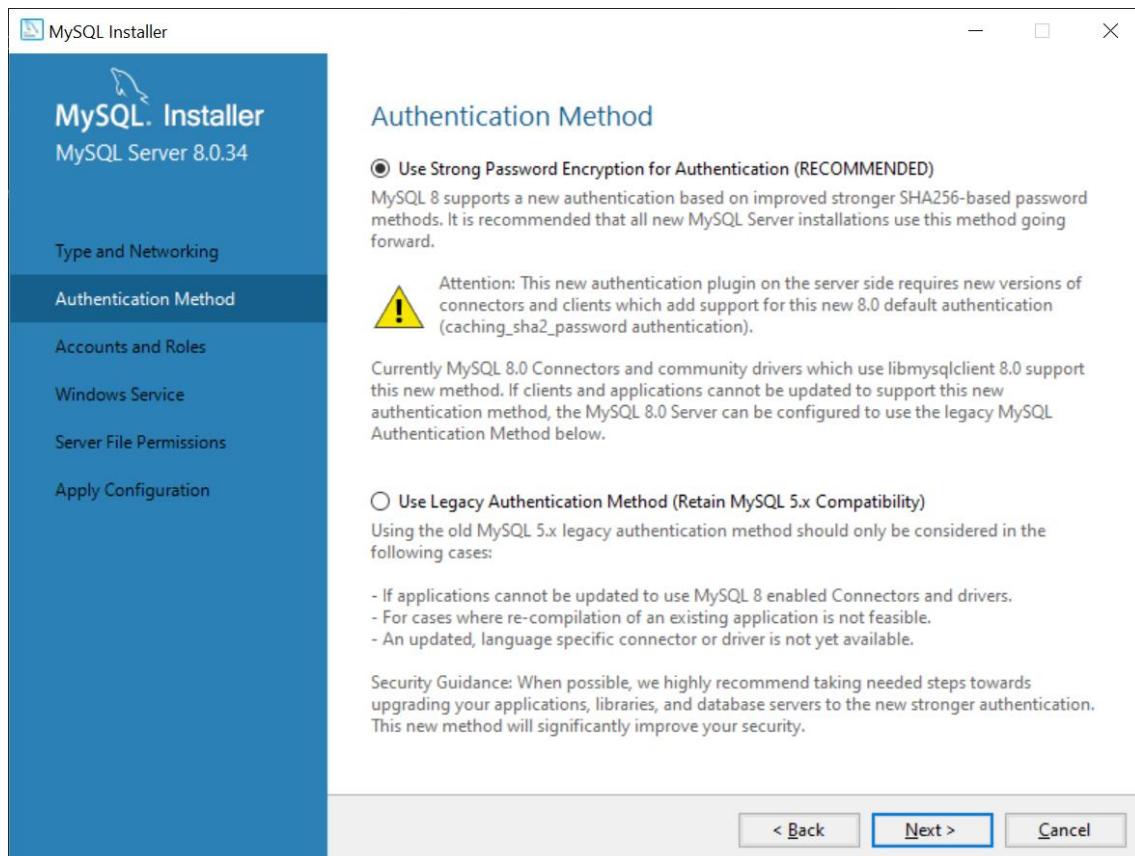 MySQL Installer
MySQL. Installer
MySQL Server 8.0.34
Type and Networking
Authentication Method
Accounts and Roles
Windows Service
Server File Permissions
Apply Configuration
Authentication Method
Use Strong Password Encryption for Authentication (RECOMMENDED)
MySQL 8 supports a new authentication based on improved stronger SHA256-based password
methods. It is recommended that all new MySQL Server installations use this method going
forward.
Attention: This new authentication plugin on the server side requires new versions of
connectors and clients which add support for this new 8.0 default authentication
(caching_sha2_password authentication).
Currently MySQL 8.0 Connectors and community drivers which use libmysqlclient 8.0 support
this new method. If clients and applications cannot be updated to support this new
authentication method, the MySQL 8.0 Server can be configured to use the legacy MySQL
Authentication Method below.
Use Legacy Authentication Method (Retain MySQL 5.x Compatibility)
Using the old MySQL 5.x legacy authentication method should only be considered in the
following cases:
- If applications cannot be updated to use MySQL 8 enabled Connectors and drivers.
- For cases where re-compilation of an existing application is not feasible.
- An updated, language specific connector or driver is not yet available.
Security Guidance: When possible, we highly recommend taking needed steps towards
upgrading your applications, libraries, and database servers to the new stronger authentication.
This new method will significantly improve your security.
< Back
Next >
Cancel